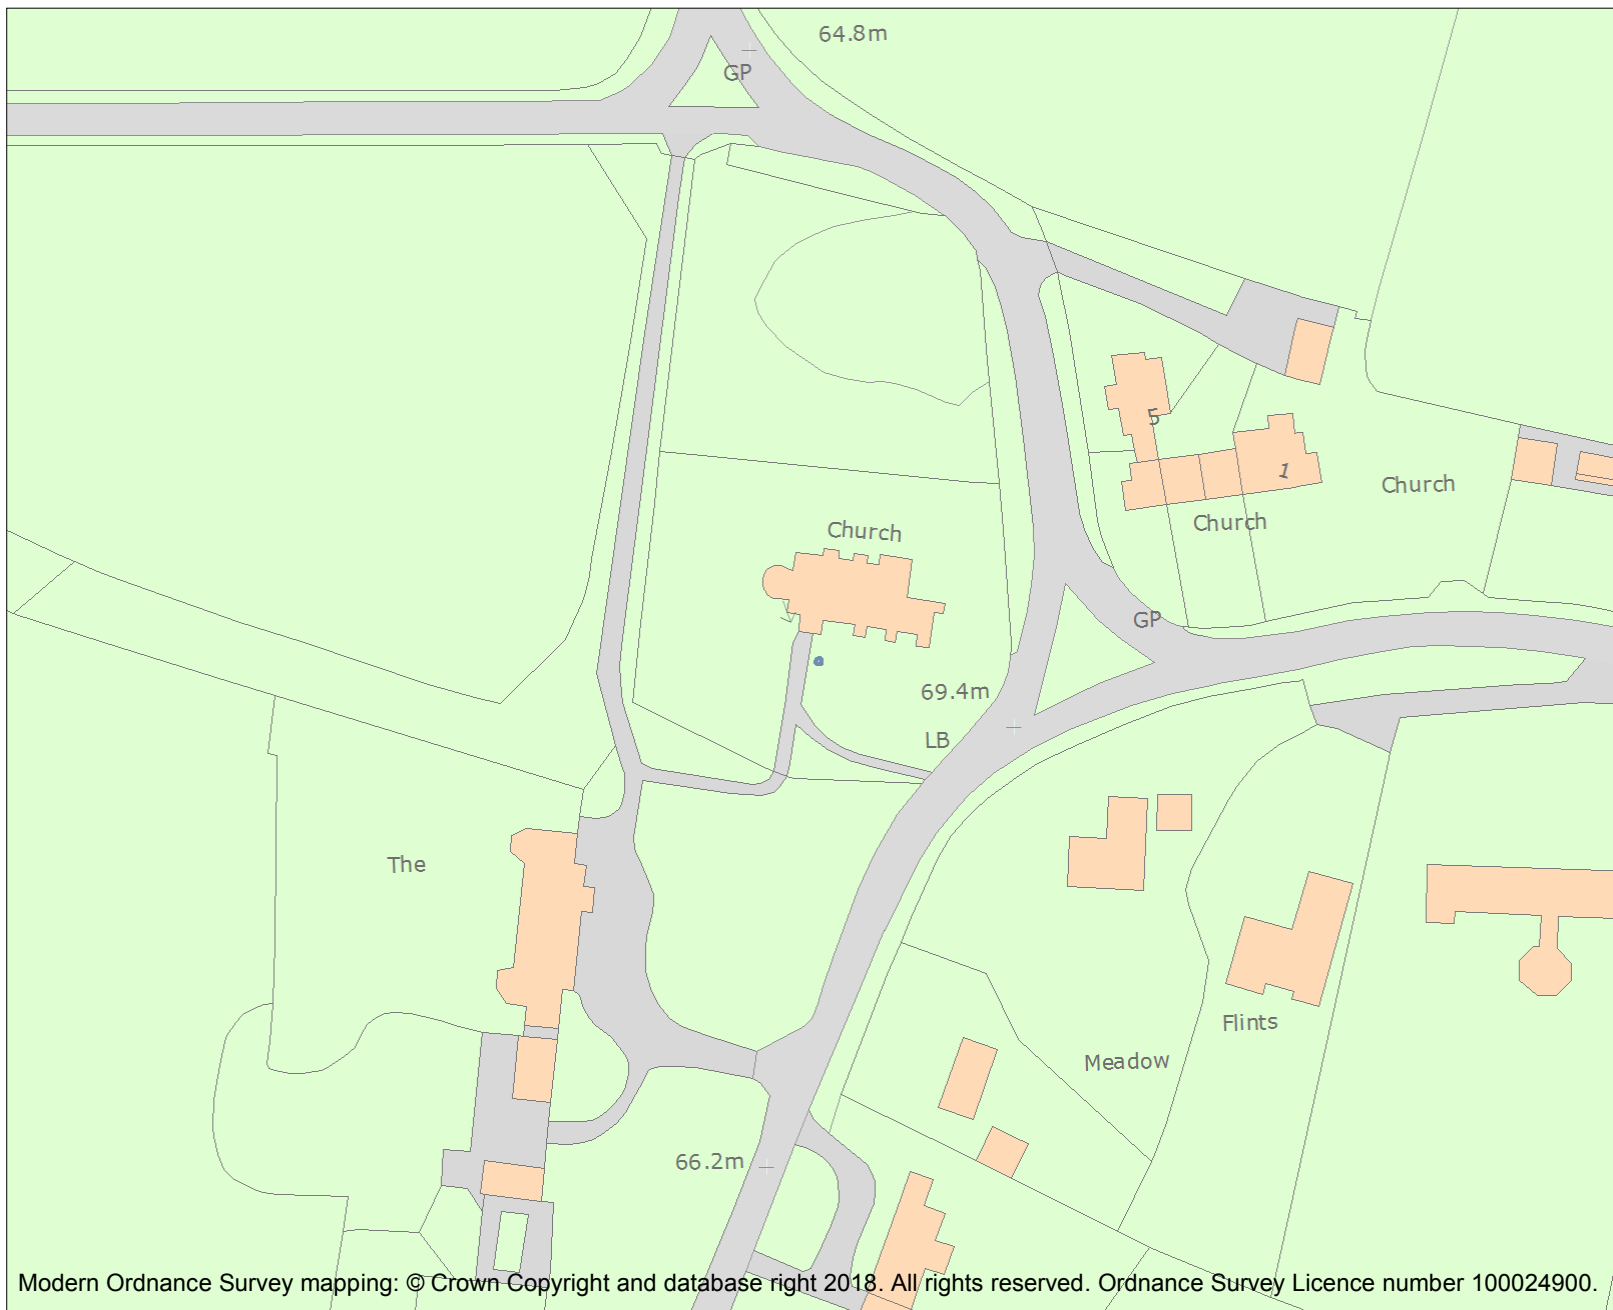 64.8m
GP
5
1
Church
Church
Church
GP
69.4m
LB
The
Flints
Meadow
66.2m
Modern Ordnance Survey mapping: © Crown Copyright and database right 2018. All rights reserved. Ordnance Survey Licence number 100024900.